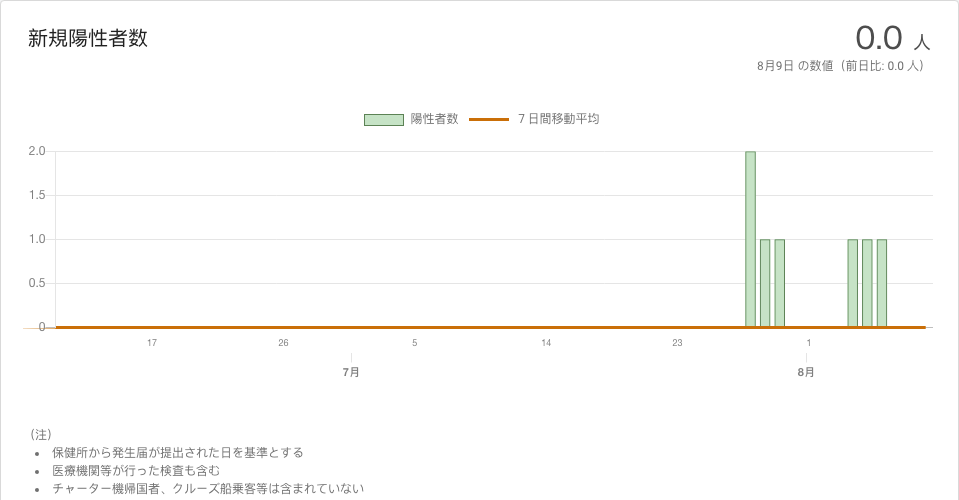 新規陽性者数
0.0 人
8月9日 の数値（前日比: 0.0 人）
陽性者数 7 日間移動平均
2.0
1.5
1.0
0.5
0
17 26 5 14 23 1
7月 8月
（注）
• 保健所から発生届が提出された日を基準とする
• 医療機関等が行った検査も含む
• チャーター機帰国者、クルーズ船乗客等は含まれていない